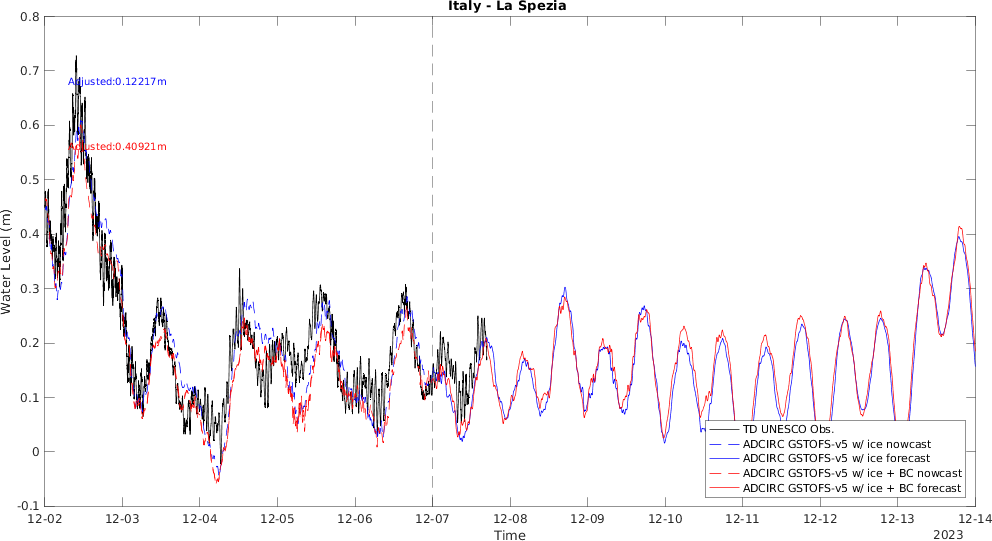 Italy - La Spezia
0.8
0.7
0.6
0.5
0.4
0.3
0.2
0.1
0
-0.1
Water Level (m)
Adjusted:0.12217m
Adjusted:0.40921m
TD UNESCO Obs.
ADCIRC GSTOFS-v5 w/ ice nowcast
ADCIRC GSTOFS-v5 w/ ice forecast
ADCIRC GSTOFS-v5 w/ ice + BC nowcast
ADCIRC GSTOFS-v5 w/ ice + BC forecast
12-02 12-03 12-04 12-05 12-06 12-07 12-08 12-09 12-10 12-11 12-12 12-13 12-14
Time
2023